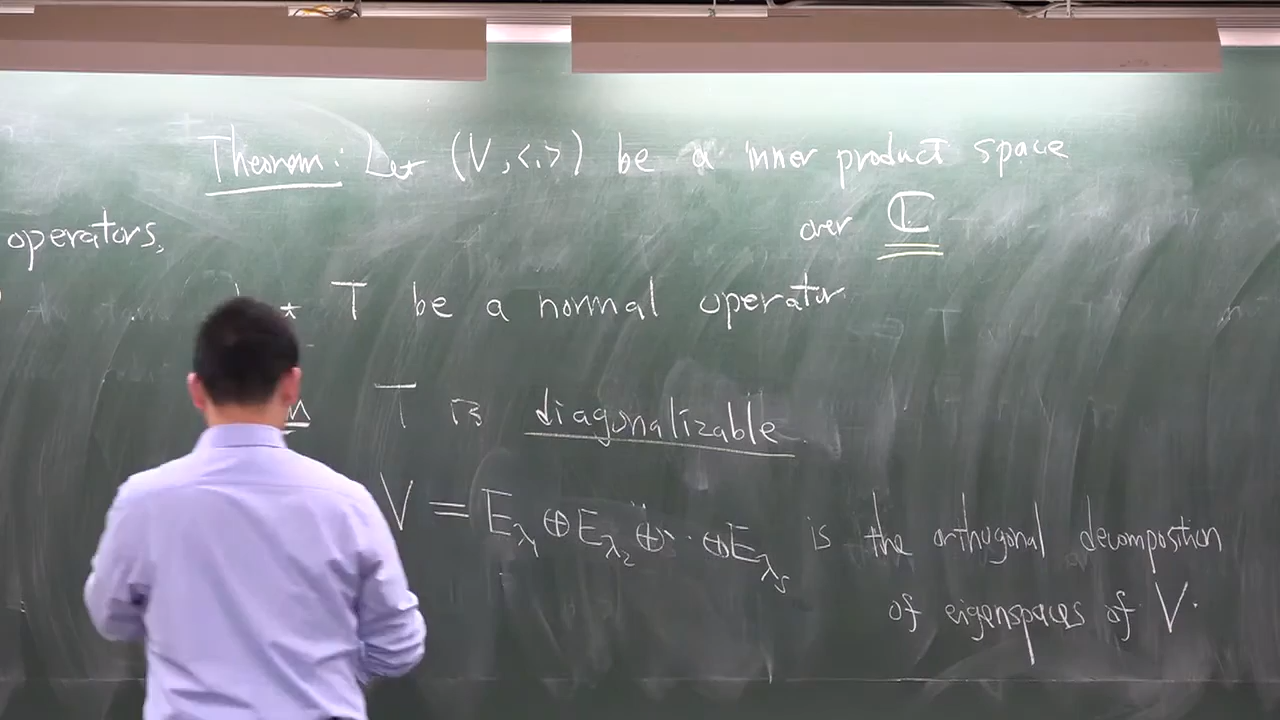 Theorem: Let (V, <,>) be a inner product space
over ℂ
operators.
T be a normal operator
T is diagonalizable.
V = E_λ₁ ⊕ E_λ₂ ⊕ ... ⊕ E_λₛ is the orthogonal decomposition
of eigenspaces of V.